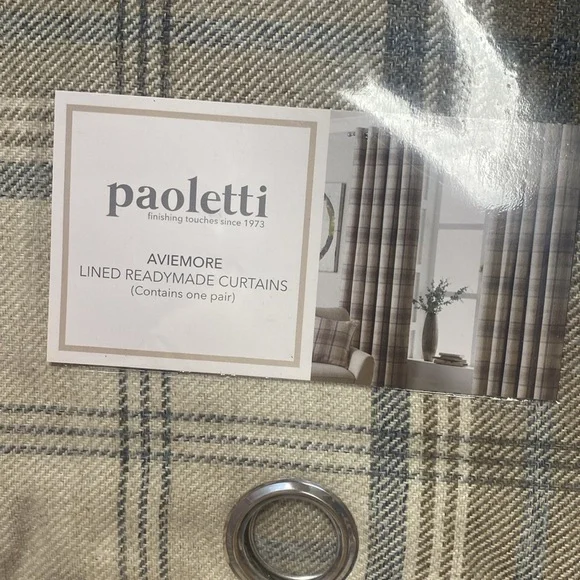 paoletti
finishing touches since 1973
AVIEMORE
LINED READYMADE CURTAINS
(Contains one pair)